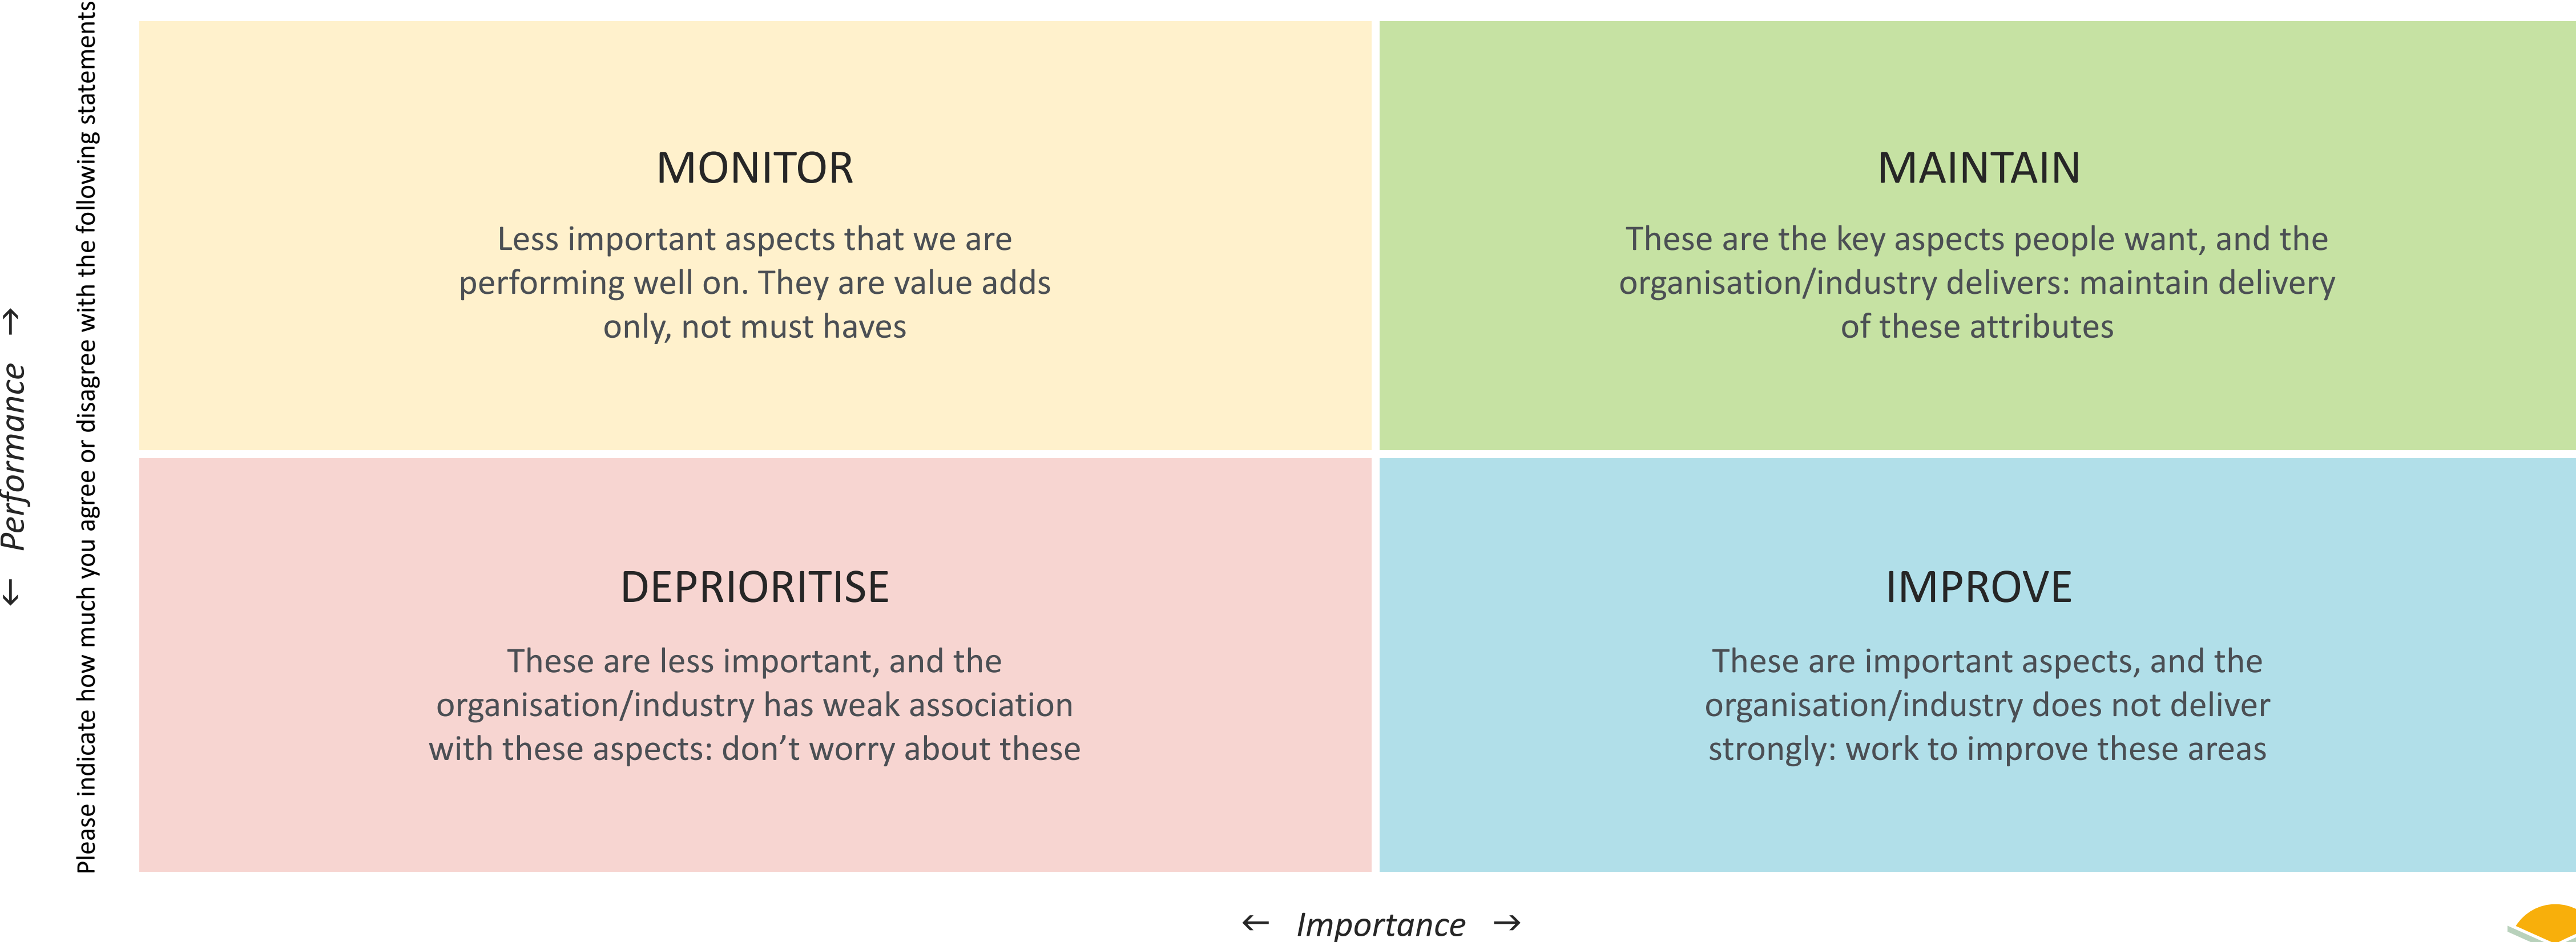 Please indicate how much you agree or disagree with the following statements
← Performance →
MONITOR
Less important aspects that we are
performing well on. They are value adds
only, not must haves
MAINTAIN
These are the key aspects people want, and the
organisation/industry delivers: maintain delivery
of these attributes
DEPRIORITISE
These are less important, and the
organisation/industry has weak association
with these aspects: don’t worry about these
IMPROVE
These are important aspects, and the
organisation/industry does not deliver
strongly: work to improve these areas
← Importance →